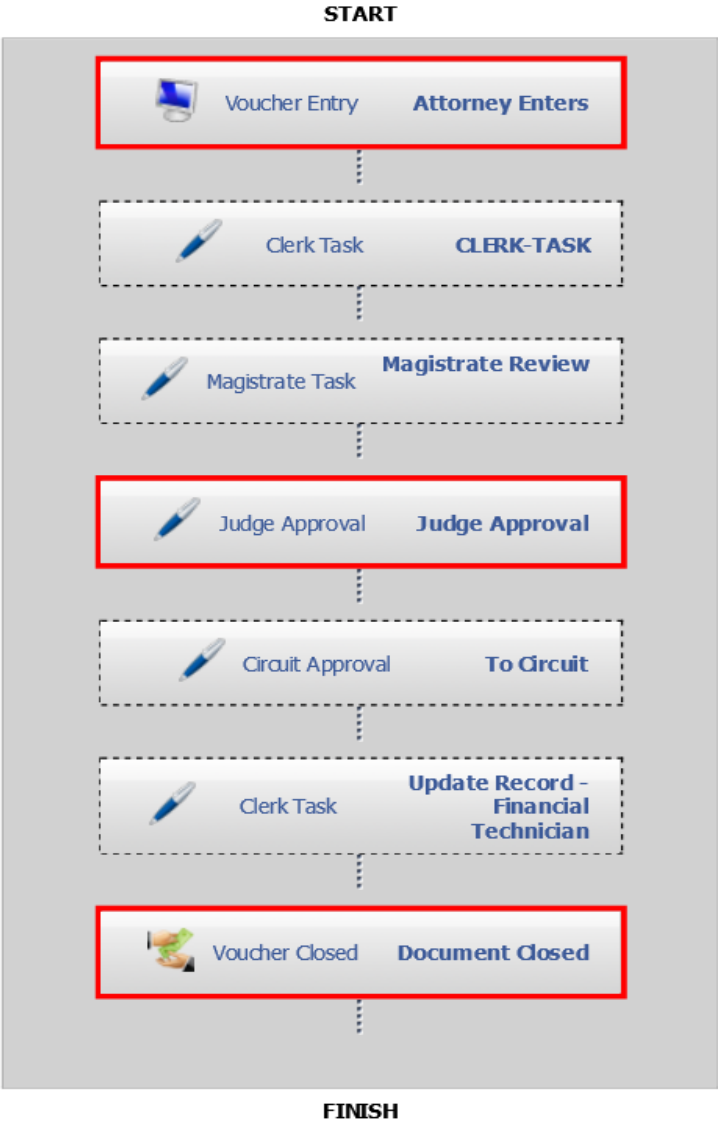 START
Voucher Entry Attorney Enters
Clerk Task CLERK-TASK
Magistrate Task Magistrate Review
Judge Approval Judge Approval
Circuit Approval To Circuit
Clerk Task Update Record -
Financial
Technician
Voucher Closed Document Closed
FINISH